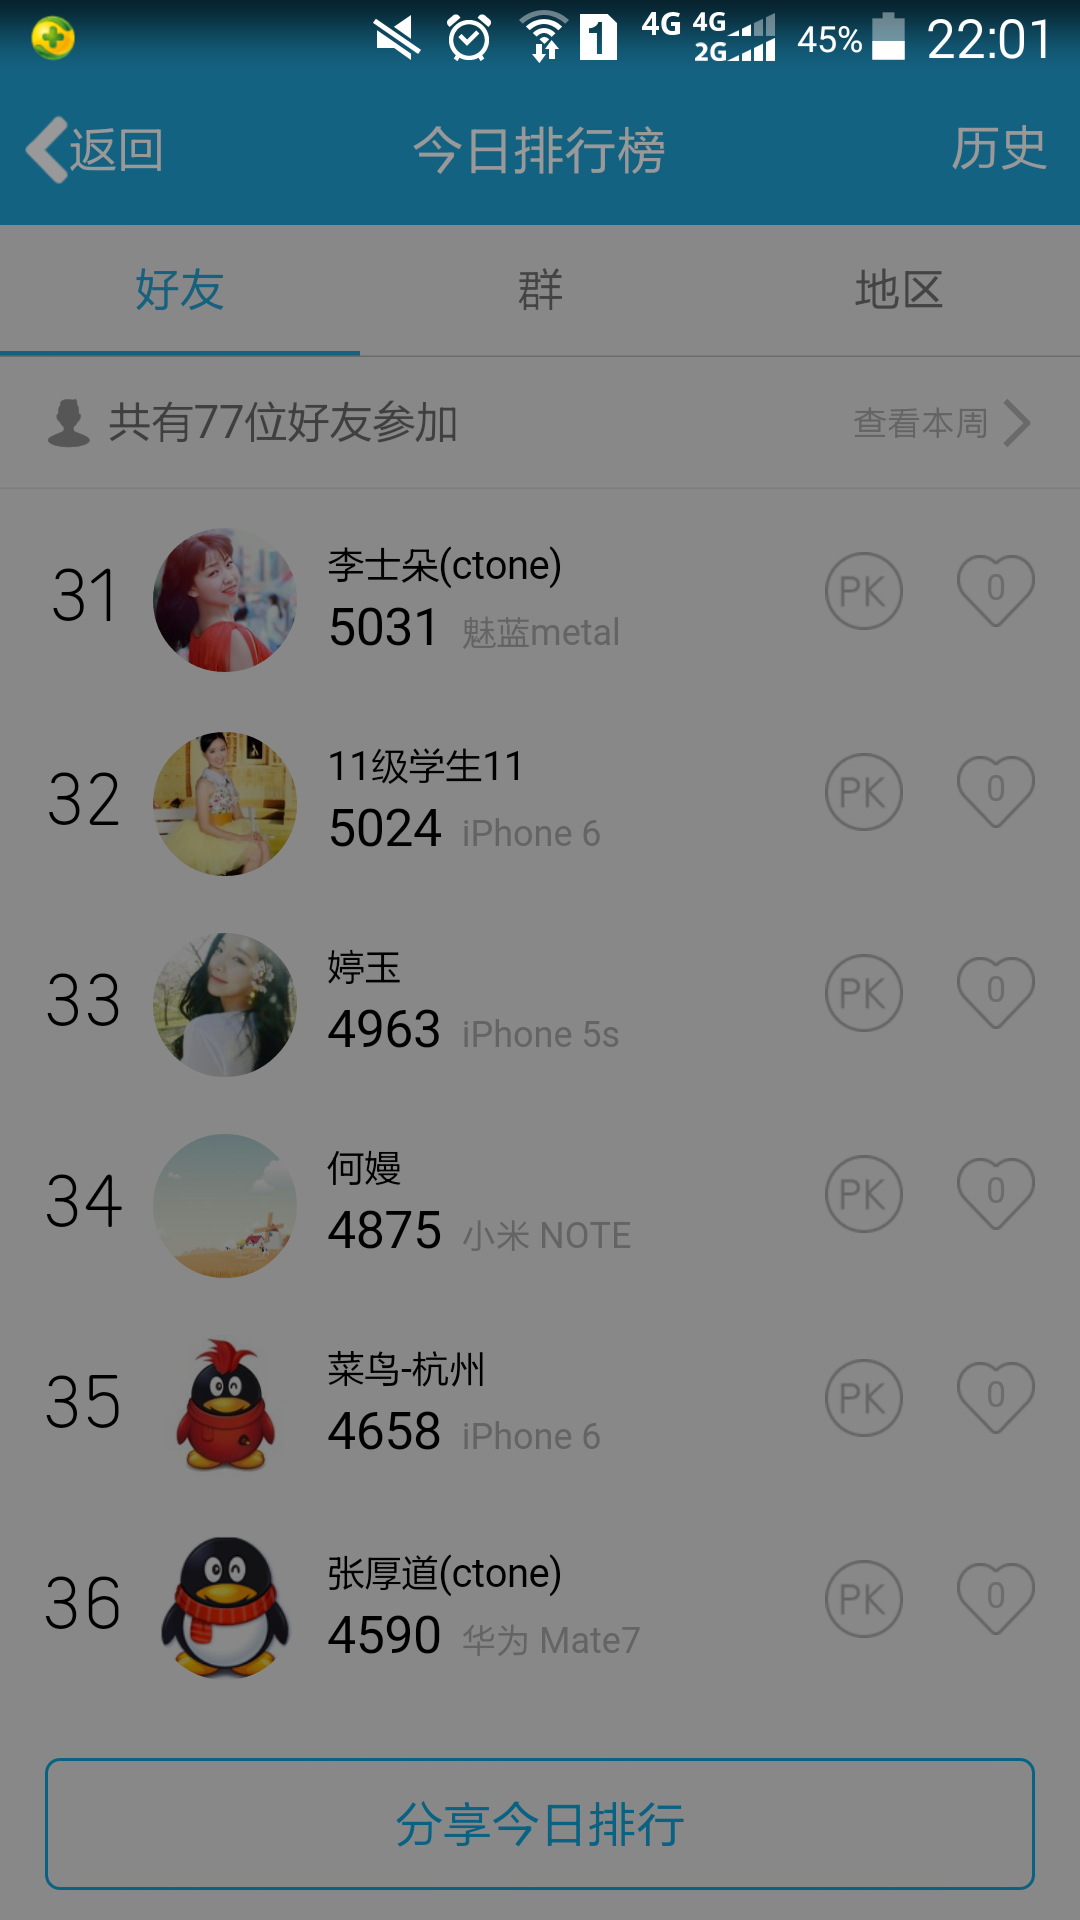 4G 4G 2G 45% 22:01
返回 今日排行榜 历史
好友 群 地区
共有77位好友参加 查看本周
31 李士朵(ctone) PK 0
5031 魅蓝metal
32 11级学生11 PK 0
5024 iPhone 6
33 婷玉 PK 0
4963 iPhone 5s
34 何嫚 PK 0
4875 小米 NOTE
35 菜鸟-杭州 PK 0
4658 iPhone 6
36 张厚道(ctone) PK 0
4590 华为 Mate7
分享今日排行